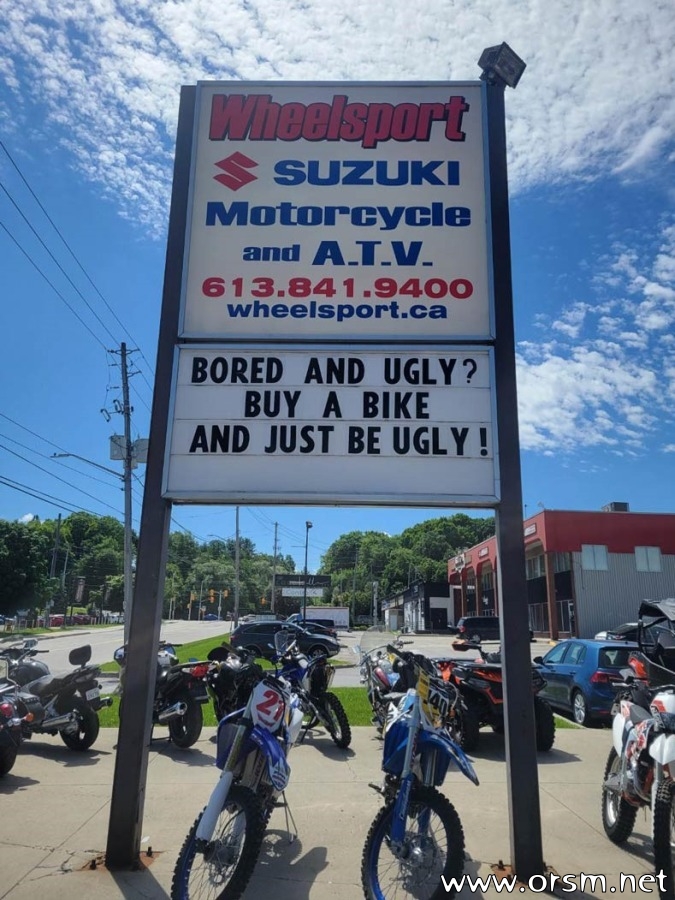 Wheelsport
SUZUKI
Motorcycle
and A.T.V.
613.841.9400
wheelsport.ca
BORED AND UGLY?
BUY A BIKE
AND JUST BE UGLY!
21
www.orsm.net